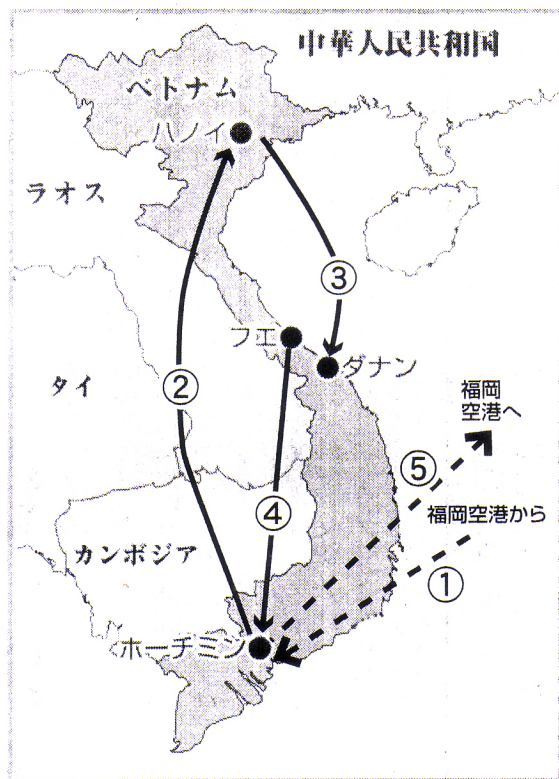 中華人民共和国
ベトナム
ハノイ
ラオス
③
フエ
ダナン
タイ
②
福岡
空港へ
⑤
④
福岡空港から
カンボジア
①
ホーチミン